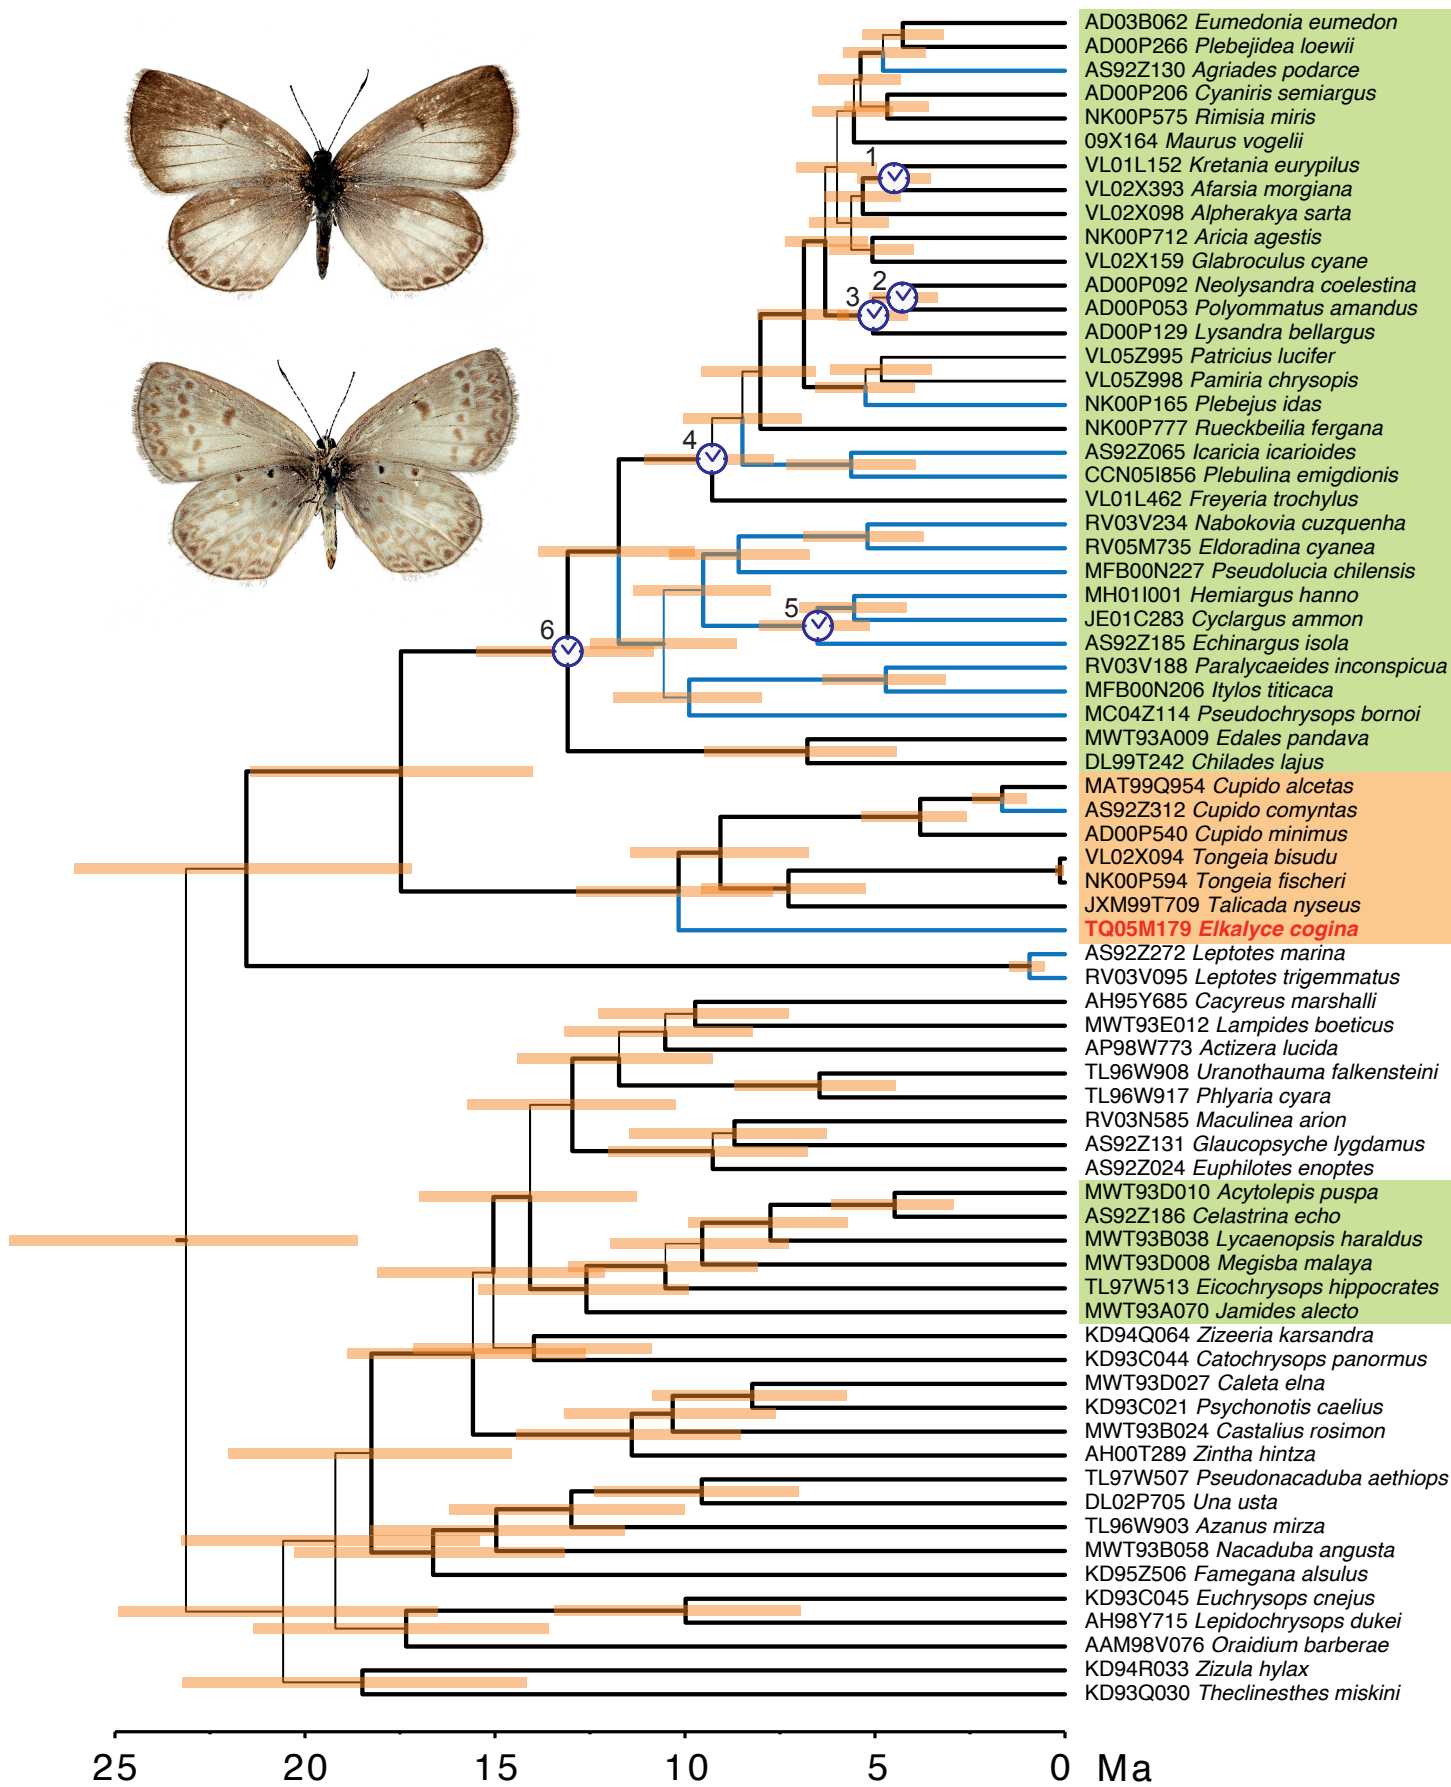 AD03B062 Eumedonia eumedon
AD00P266 Plebejidea loewii
AS92Z130 Agriades podarce
AD00P206 Cyaniris semiargus
NK00P575 Rimisia miris
09X164 Maurus vogelii
1
VL01L152 Kretania eurypilus
VL02X393 Afarsia morgiana
VL02X098 Alpherakya sarta
NK00P712 Aricia agestis
VL02X159 Glabroculus cyane
2
AD00P092 Neolysandra coelestina
3
AD00P053 Polyommatus amandus
AD00P129 Lysandra bellargus
VL05Z995 Patricius lucifer
VL05Z998 Pamiria chrysopis
NK00P165 Plebejus idas
NK00P777 Rueckbeilia fergana
4
AS92Z065 Icaricia icarioides
CCN05I856 Plebulina emigdionis
VL01L462 Freyeria trochylus
RV03V234 Nabokovia cuzquenha
RV05M735 Eldoradina cyanea
MFB00N227 Pseudolucia chilensis
MH01I001 Hemiargus hanno
5
JE01C283 Cyclargus ammon
6
AS92Z185 Echinargus isola
RV03V188 Paralycaeides inconspicua
MFB00N206 Itylos titicaca
MC04Z114 Pseudochrysops bornoi
MWT93A009 Edales pandava
DL99T242 Chilades lajus
MAT99Q954 Cupido alcetas
AS92Z312 Cupido comyntas
AD00P540 Cupido minimus
VL02X094 Tongeia bisudu
NK00P594 Tongeia fischeri
JXM99T709 Talicada nyseus
TQ05M179 Elkalyce cogina
AS92Z272 Leptotes marina
RV03V095 Leptotes trigemmatus
AH95Y685 Cacyreus marshalli
MWT93E012 Lampides boeticus
AP98W773 Actizera lucida
TL96W908 Uranothauma falkensteini
TL96W917 Phlyaria cyara
RV03N585 Maculinea arion
AS92Z131 Glaucopsyche lygdamus
AS92Z024 Euphilotes enoptes
MWT93D010 Acytolepis puspa
AS92Z186 Celastrina echo
MWT93B038 Lycaenopsis haraldus
MWT93D008 Megisba malaya
TL97W513 Eicochrysops hippocrates
MWT93A070 Jamides alecto
KD94Q064 Zizeeria karsandra
KD93C044 Catochrysops panormus
MWT93D027 Caleta elna
KD93C021 Psychonotis caelius
MWT93B024 Castalius rosimon
AH00T289 Zintha hintza
TL97W507 Pseudonacaduba aethiops
DL02P705 Una usta
TL96W903 Azanus mirza
MWT93B058 Nacaduba angusta
KD95Z506 Famegana alsulus
KD93C045 Euchrysops cnejus
AH98Y715 Lepidochrysops dukei
AAM98V076 Oraidium barberae
KD94R033 Zizula hylax
KD93Q030 Theclinesthes miskini
25 20 15 10 5 0 Ma